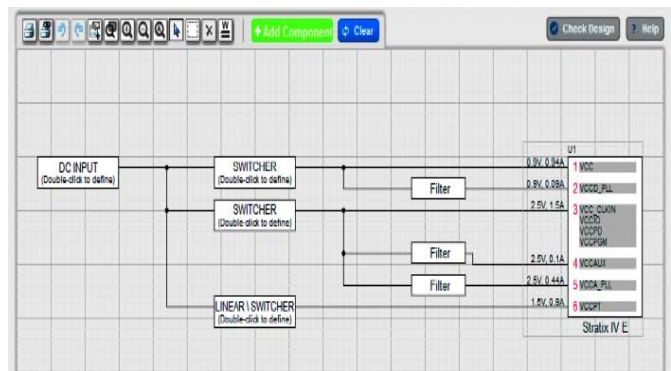 +Add Component
Clear
Check Design
? Help
U1
DC INPUT
(Double-click to define)
SWITCHER
(Double-click to define)
0.9V, 0.94A
1 VCC
Filter
0.9V, 0.09A
2 VCCD_PLL
SWITCHER
(Double click to define)
2.5V, 1.5A
3 VCC_CLKIN
VCCIO
VCCPD
VCCPGM
Filter
2.5V, 0.1A
4 VCCAUX
Filter
2.5V, 0.44A
5 VCCA_PLL
LINEAR \ SWITCHER
(Double-click to define)
1.5V, 0.9A
6 VCCPT
Stratix IV E